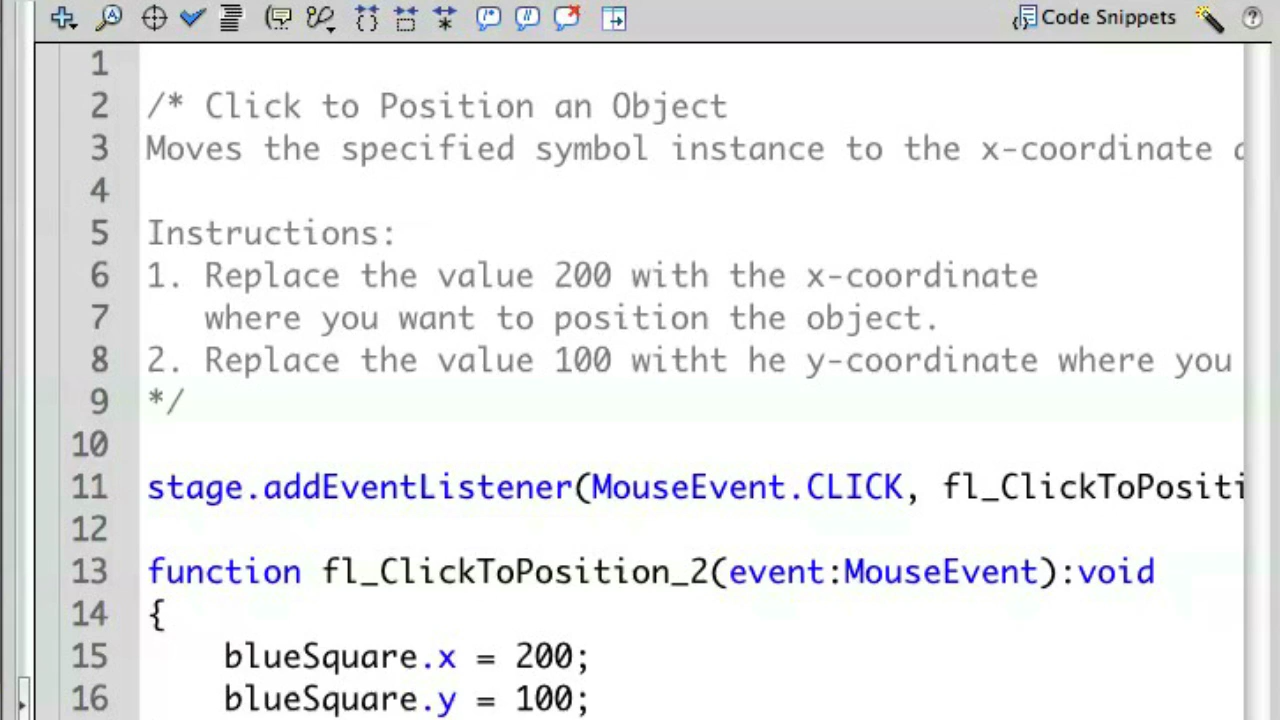 Code Snippets
1
2 /* Click to Position an Object
3 Moves the specified symbol instance to the x-coordinate
4
5 Instructions:
6 1. Replace the value 200 with the x-coordinate
7 where you want to position the object.
8 2. Replace the value 100 witht he y-coordinate where you
9 */
10
11 stage.addEventListener(MouseEvent.CLICK, fl_ClickToPositi
12
13 function fl_ClickToPosition_2(event:MouseEvent):void
14 {
15 blueSquare.x = 200;
16 blueSquare.y = 100;